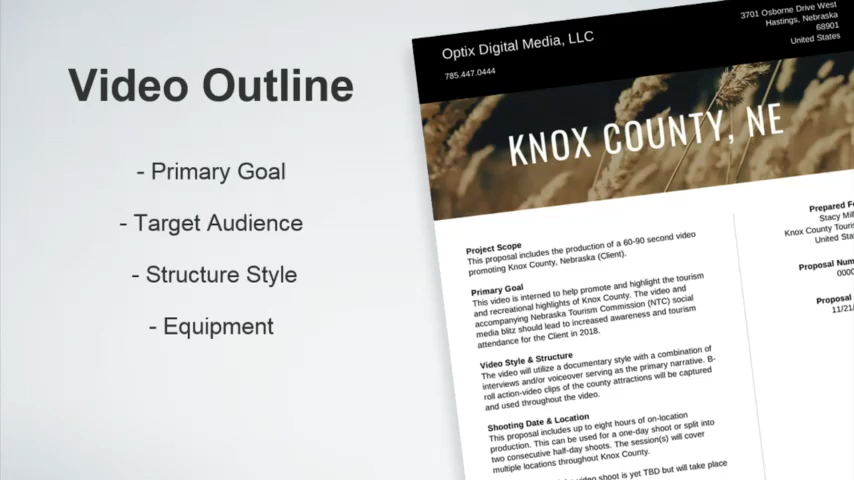 Video Outline
- Primary Goal
- Target Audience
- Structure Style
- Equipment
Optix Digital Media, LLC
785.447.0444
3701 Osborne Drive West
Hastings, Nebraska
68901
United States
KNOX COUNTY, NE
Project Scope
This proposal includes the production of a 60-90 second video
promoting Knox County, Nebraska (Client).
Primary Goal
This video is interned to help promote and highlight the tourism
and recreational highlights of Knox County. The video and
accompanying Nebraska Tourism Commission (NTC) social
media blitz should lead to increased awareness and tourism
attendance for the Client in 2018.
Video Style & Structure
The video will utilize a documentary style with a combination of
interviews and/or voiceover serving as the primary narrative. B-
roll action-video clips of the county attractions will be captured
and used throughout the video.
Shooting Date & Location
This proposal includes up to eight hours of on-location
production. This can be used for a one-day shoot or split into
two consecutive half-day shoots. The session(s) will cover
multiple locations throughout Knox County.
video shoot is yet TBD but will take place
Prepared Fo
Stacy Mil
Knox County Touris
United Sta
Proposal Num
0000
Proposal
11/21/